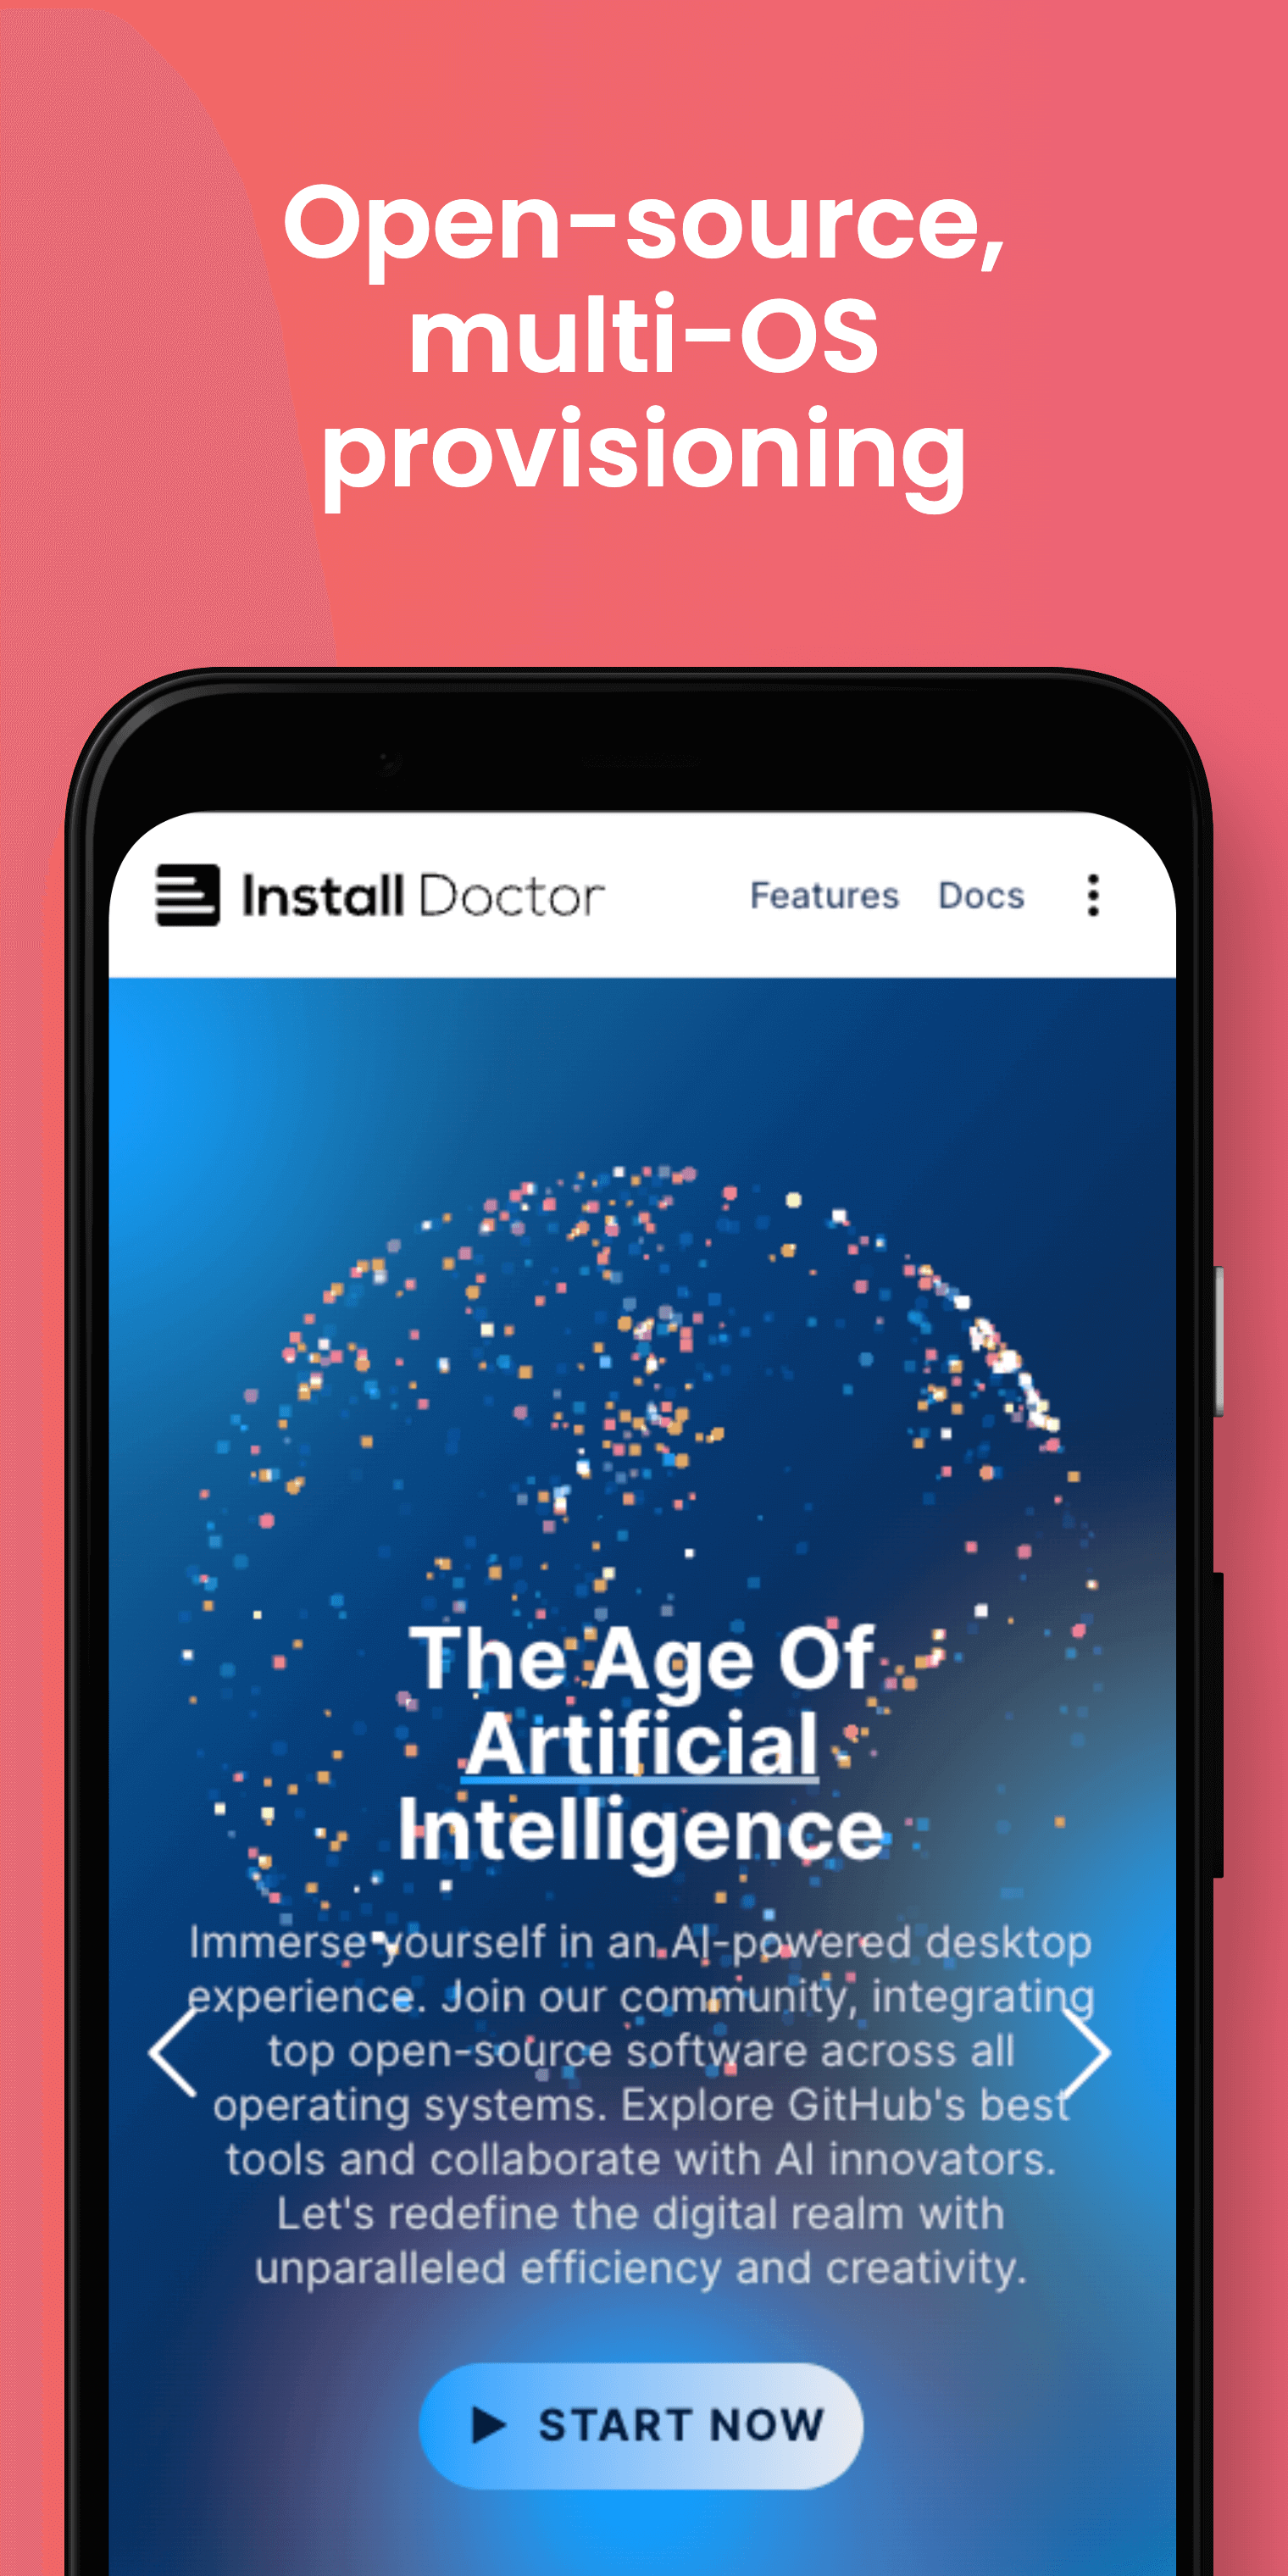 Open-source,
multi-OS
provisioning
Install Doctor
Features Docs
The Age Of
Artificial
Intelligence
Immerse yourself in an AI-powered desktop
experience. Join our community, integrating
top open-source software across all
operating systems. Explore GitHub's best
tools and collaborate with AI innovators.
Let's redefine the digital realm with
unparalleled efficiency and creativity.
START NOW